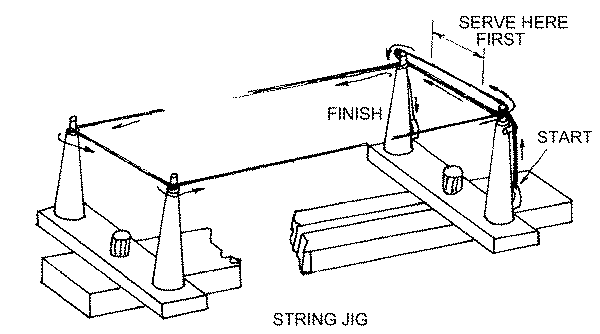 SERVE HERE
FIRST
FINISH
START
STRING JIG